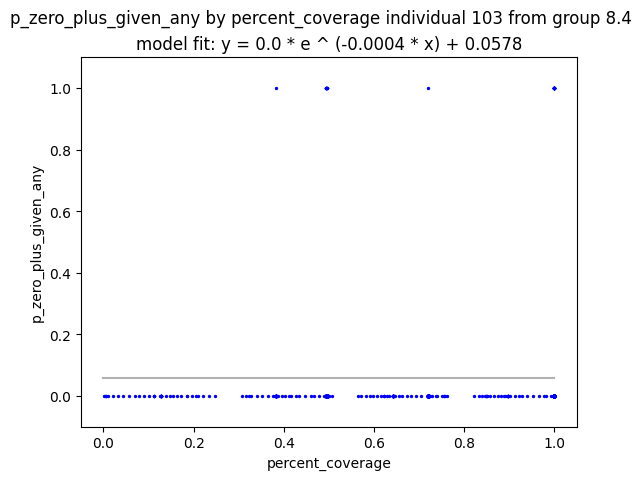 p_zero_plus_given_any by percent_coverage individual 103 from group 8.4
model fit: y = 0.0 * e ^ (-0.0004 * x) + 0.0578
1.0
0.8
0.6
0.4
0.2
0.0
p_zero_plus_given_any
0.0 0.2 0.4 0.6 0.8 1.0
percent_coverage